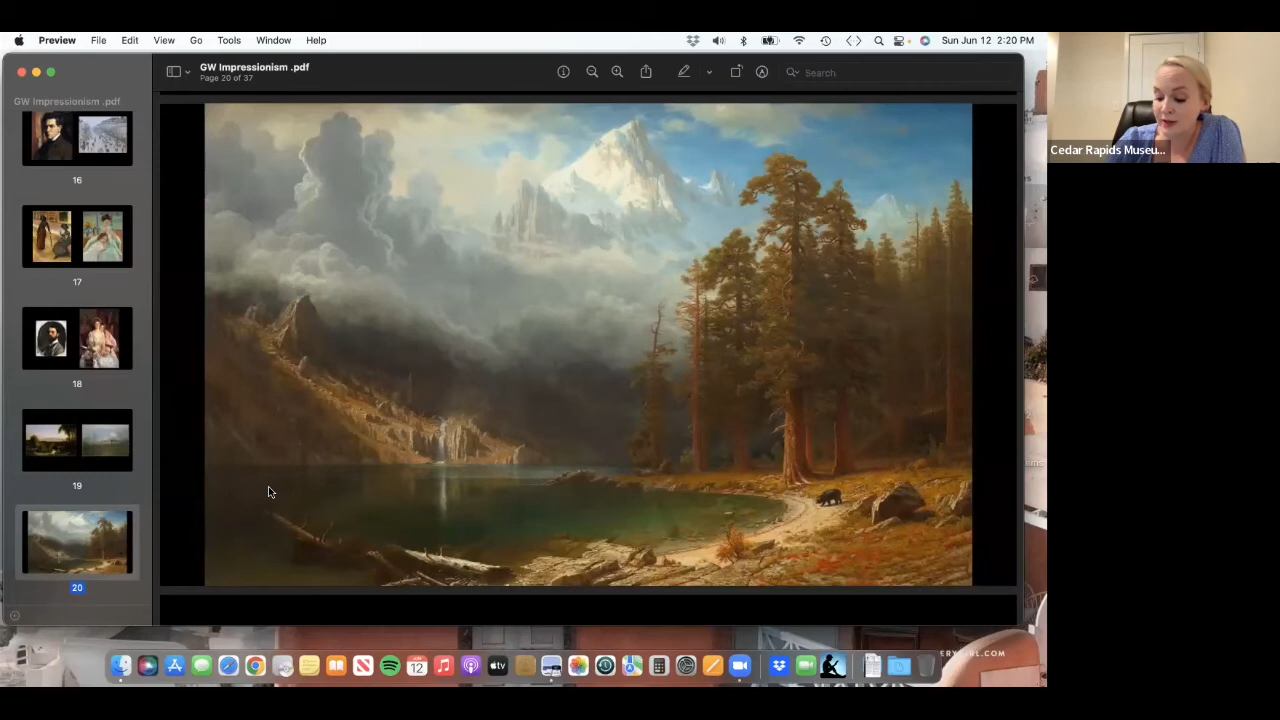 Preview File Edit View Go Tools Window Help
Sun Jun 12 2:20 PM
GW Impressionism .pdf
Page 20 of 37
Search
GW Impressionism .pdf
16
17
18
19
20
Cedar Rapids Museu...
12
tv